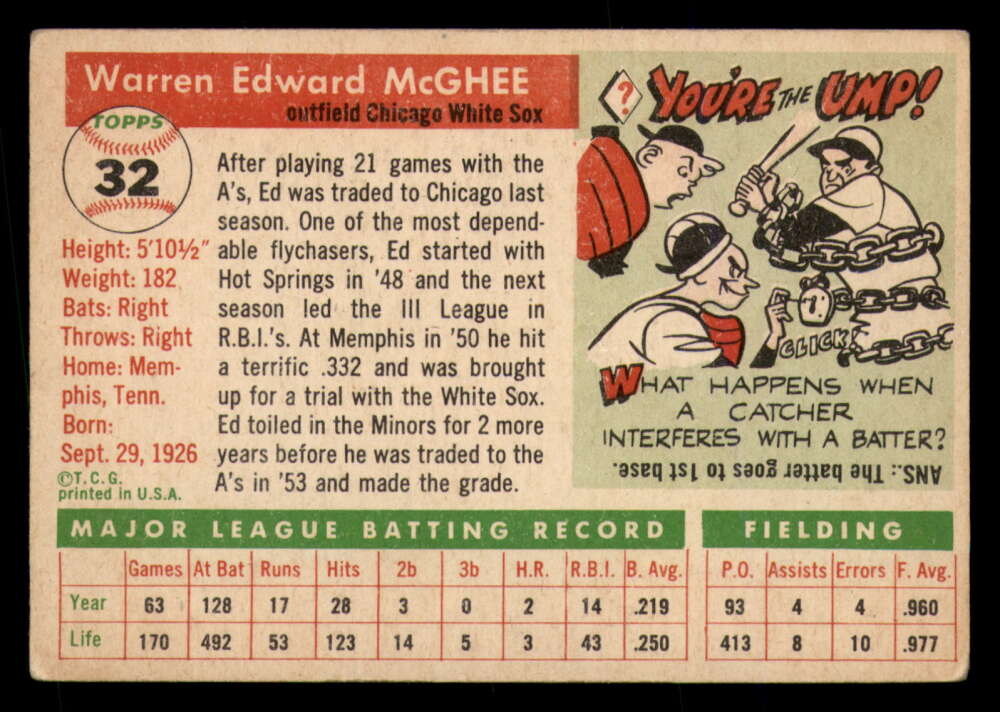 Warren Edward McGHEE
outfield Chicago White Sox
TOPPS
32
Height: 5'10½"
Weight: 182
Bats: Right
Throws: Right
Home: Mem-
phis, Tenn.
Born:
Sept. 29, 1926
©T.C.G.
printed in U.S.A.
After playing 21 games with the
A's, Ed was traded to Chicago last
season. One of the most depend-
able flychasers, Ed started with
Hot Springs in '48 and the next
season led the III League in
R.B.I.'s. At Memphis in '50 he hit
a terrific .332 and was brought
up for a trial with the White Sox.
Ed toiled in the Minors for 2 more
years before he was traded to the
A's in '53 and made the grade.
? YOU'RE THE UMP!
CLICK!
WHAT HAPPENS WHEN
A CATCHER
INTERFERES WITH A BATTER?
ANS.: The batter goes to 1st base.
MAJOR LEAGUE BATTING RECORD FIELDING
Games At Bat Runs Hits 2b 3b H.R. R.B.I. B. Avg. P.O. Assists Errors F. Avg.
Year 63 128 17 28 3 0 2 14 .219 93 4 4 .960
Life 170 492 53 123 14 5 3 43 .250 413 8 10 .977